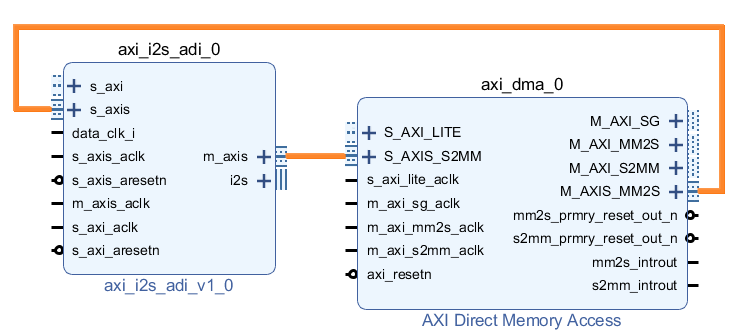 axi_i2s_adi_0
s_axi
s_axis
data_clk_i
s_axis_aclk
s_axis_aresetn
m_axis_aclk
s_axi_aclk
s_axi_aresetn
m_axis
i2s
axi_i2s_adi_v1_0
axi_dma_0
S_AXI_LITE
S_AXIS_S2MM
s_axi_lite_aclk
m_axi_sg_aclk
m_axi_mm2s_aclk
m_axi_s2mm_aclk
axi_resetn
M_AXI_SG
M_AXI_MM2S
M_AXI_S2MM
M_AXIS_MM2S
mm2s_prmry_reset_out_n
s2mm_prmry_reset_out_n
mm2s_introut
s2mm_introut
AXI Direct Memory Access